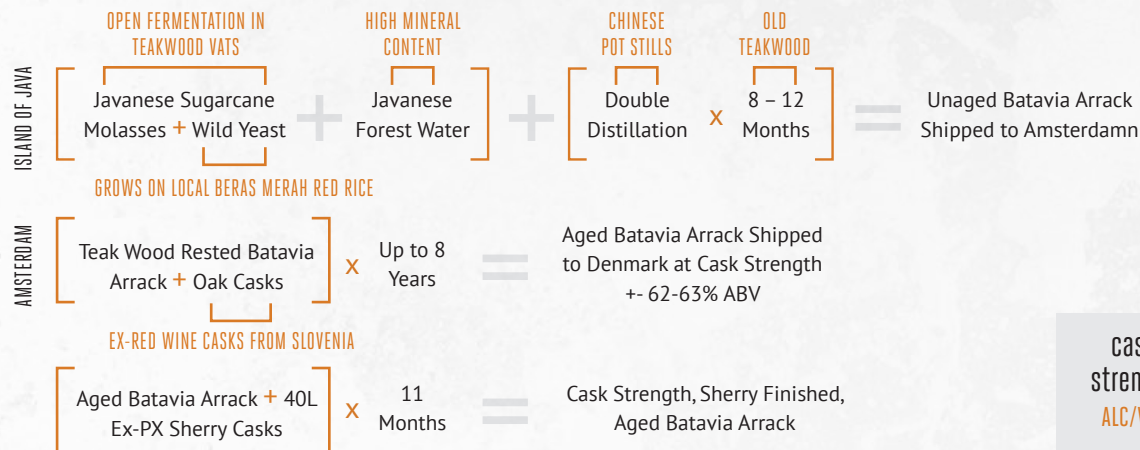 OPEN FERMENTATION IN
TEAKWOOD VATS
HIGH MINERAL
CONTENT
CHINESE
POT STILLS
OLD
TEAKWOOD
ISLAND OF JAVA
Javanese Sugarcane
Molasses + Wild Yeast
+
Javanese
Forest Water
+
Double
Distillation
x
8 – 12
Months
=
Unaged Batavia Arrack
Shipped to Amsterdamn
GROWS ON LOCAL BERAS MERAH RED RICE
AMSTERDAM
Teak Wood Rested Batavia
Arrack + Oak Casks
x
Up to 8
Years
=
Aged Batavia Arrack Shipped
to Denmark at Cask Strength
+- 62-63% ABV
EX-RED WINE CASKS FROM SLOVENIA
Aged Batavia Arrack + 40L
Ex-PX Sherry Casks
x
11
Months
=
Cask Strength, Sherry Finished,
Aged Batavia Arrack